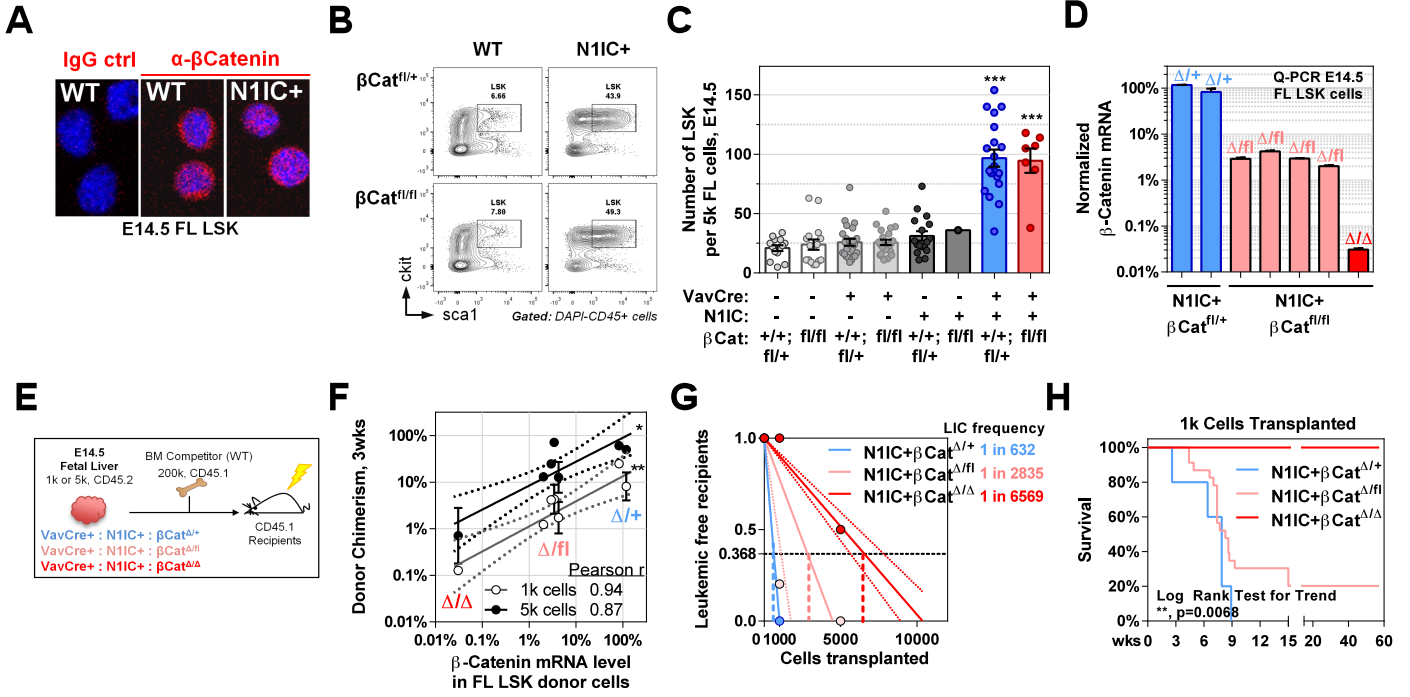 A
IgG ctrl
α-βCatenin
WT
WT
N1IC+
E14.5 FL LSK
B
WT
N1IC+
βCatfl/+
LSK
6.66
LSK
43.9
βCatfl/fl
LSK
7.80
LSK
49.3
ckit
sca1
Gated: DAPI-CD45+ cells
C
Number of LSK
per 5k FL cells, E14.5
150
100
50
0
***
***
VavCre: - - + + - - + +
N1IC: - - - - + + + +
βCat: +/+; fl/fl +/+; fl/fl +/+; fl/fl +/+; fl/fl
fl/+ fl/+ fl/+ fl/+
D
Normalized
β-Catenin mRNA
100%
10%
1%
0.1%
0.01%
Q-PCR E14.5
FL LSK cells
Δ/+ Δ/+
Δ/fl Δ/fl Δ/fl Δ/fl
Δ/Δ
N1IC+
βCatfl/+
N1IC+
βCatfl/fl
E
E14.5
Fetal Liver
1k or 5k, CD45.2
BM Competitor (WT)
200k, CD45.1
CD45.1
Recipients
VavCre+ : N1IC+ : βCatΔ/+
VavCre+ : N1IC+ : βCatΔ/fl
VavCre+ : N1IC+ : βCatΔ/Δ
F
Donor Chimerism, 3wks
100%
10%
1%
0.1%
0.01%
*
**
Δ/+
Δ/fl
Δ/Δ
Pearson r
1k cells 0.94
5k cells 0.87
0.01% 0.1% 1% 10% 100%
β-Catenin mRNA level
in FL LSK donor cells
G
Leukemic free recipients
1.0
0.5
0.368
0.0
LIC frequency
N1IC+βCatΔ/+ 1 in 632
N1IC+βCatΔ/fl 1 in 2835
N1IC+βCatΔ/Δ 1 in 6569
0 1000 5000 10000
Cells transplanted
H
1k Cells Transplanted
Survival
100%
80%
60%
40%
20%
0%
N1IC+βCatΔ/+
N1IC+βCatΔ/fl
N1IC+βCatΔ/Δ
Log Rank Test for Trend
**, p=0.0068
wks 0 3 6 9 12 15 20 40 60